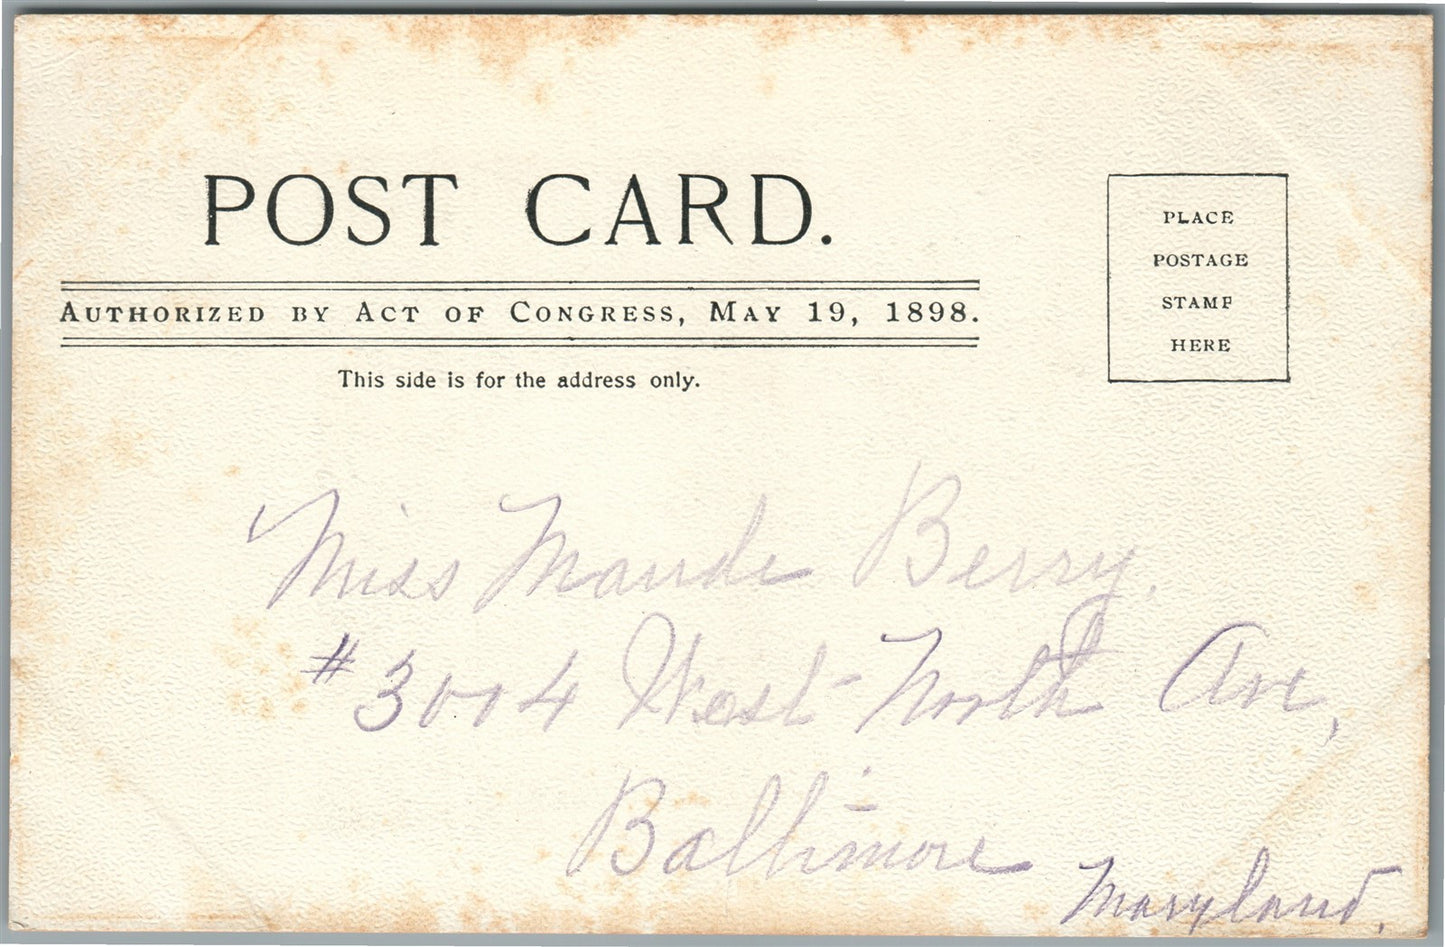 POST CARD.
AUTHORIZED BY ACT OF CONGRESS, MAY 19, 1898.
This side is for the address only.
PLACE
POSTAGE
STAMP
HERE
Miss Maude Berry.
# 3004 West North Ave,
Baltimore
Maryland.